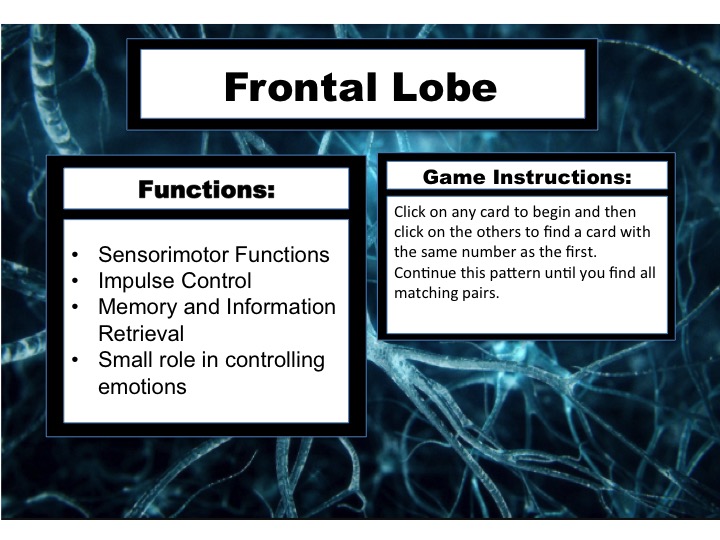 Frontal Lobe
Functions:
• Sensorimotor Functions
• Impulse Control
• Memory and Information
Retrieval
• Small role in controlling
emotions
Game Instructions:
Click on any card to begin and then
click on the others to find a card with
the same number as the first.
Continue this pattern until you find all
matching pairs.